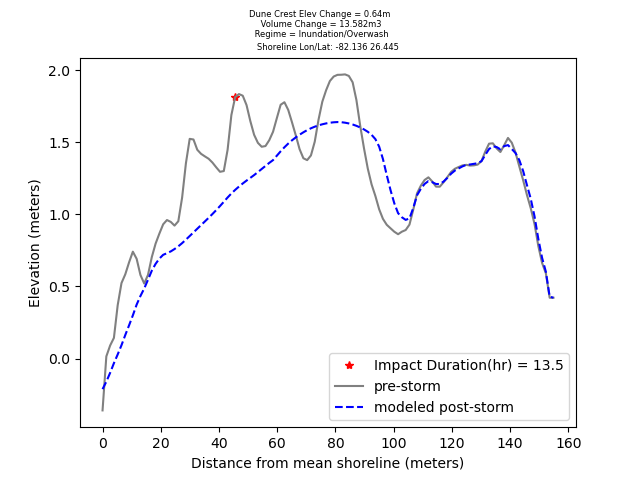 Dune Crest Elev Change = 0.64m
Volume Change = 13.582m3
Regime = Inundation/Overwash
Shoreline Lon/Lat: -82.136 26.445
2.0
1.5
1.0
0.5
0.0
Elevation (meters)
Impact Duration(hr) = 13.5
pre-storm
modeled post-storm
0 20 40 60 80 100 120 140 160
Distance from mean shoreline (meters)